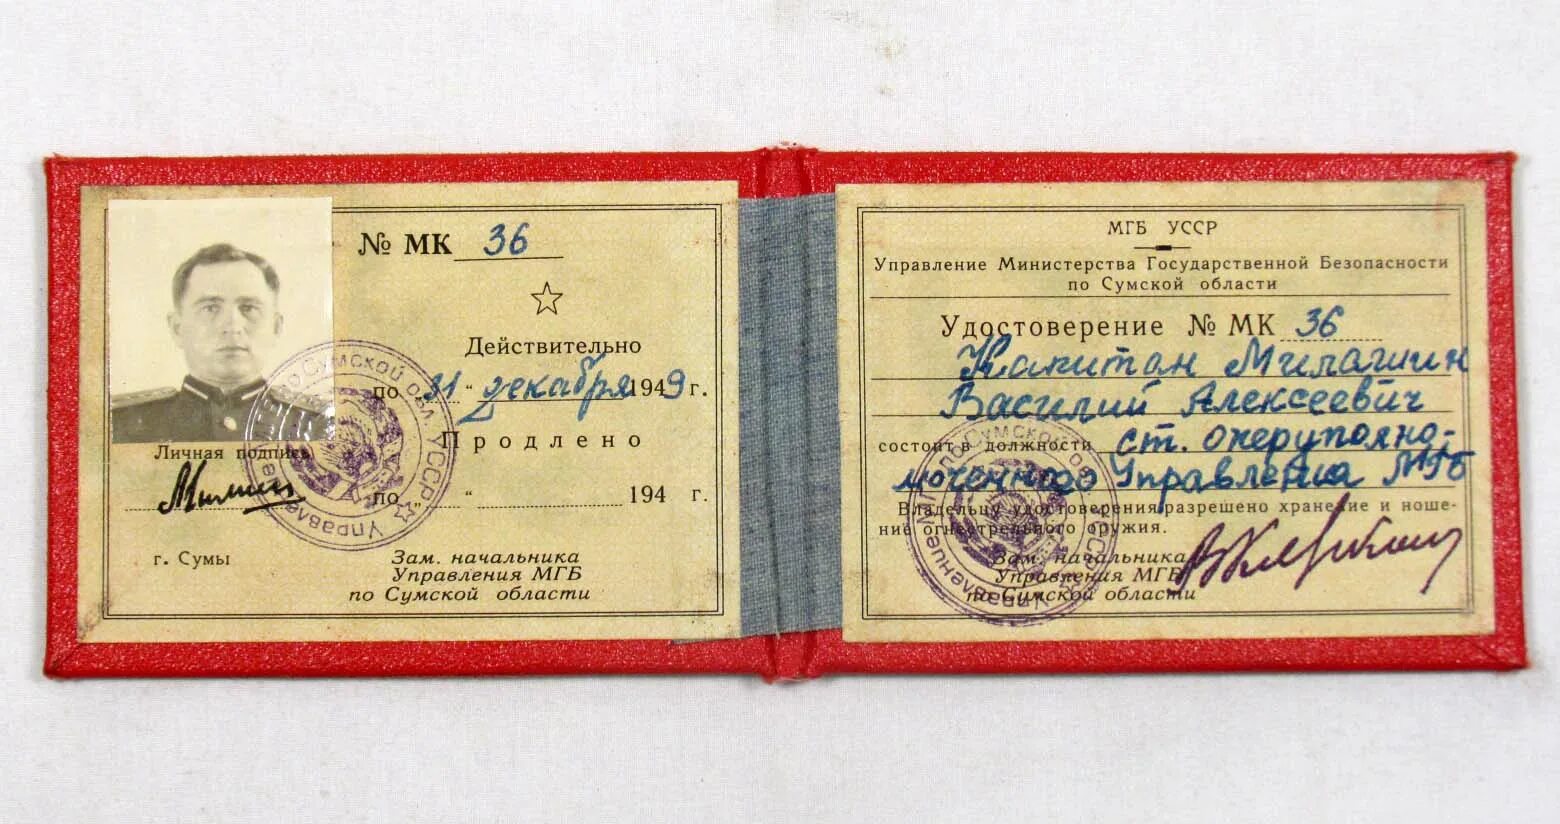 № МК 36
Действительно
по „31“ декабря 1949 г.
Продлено
по „ “ 194 г.
Личная подпись
г. Сумы
Зам. начальника
Управления МГБ
по Сумской области
МГБ УССР
Управление Министерства Государственной Безопасности
по Сумской области
Удостоверение № МК 36
Капитан Милашин
Василий Алексеевич
состоит в должности ст. оперуполно-
моченного Управления МГБ
Владельцу удостоверения разрешено хранение и ноше-
ние огнестрельного оружия.
Зам. начальника
Управления МГБ
по Сумской области